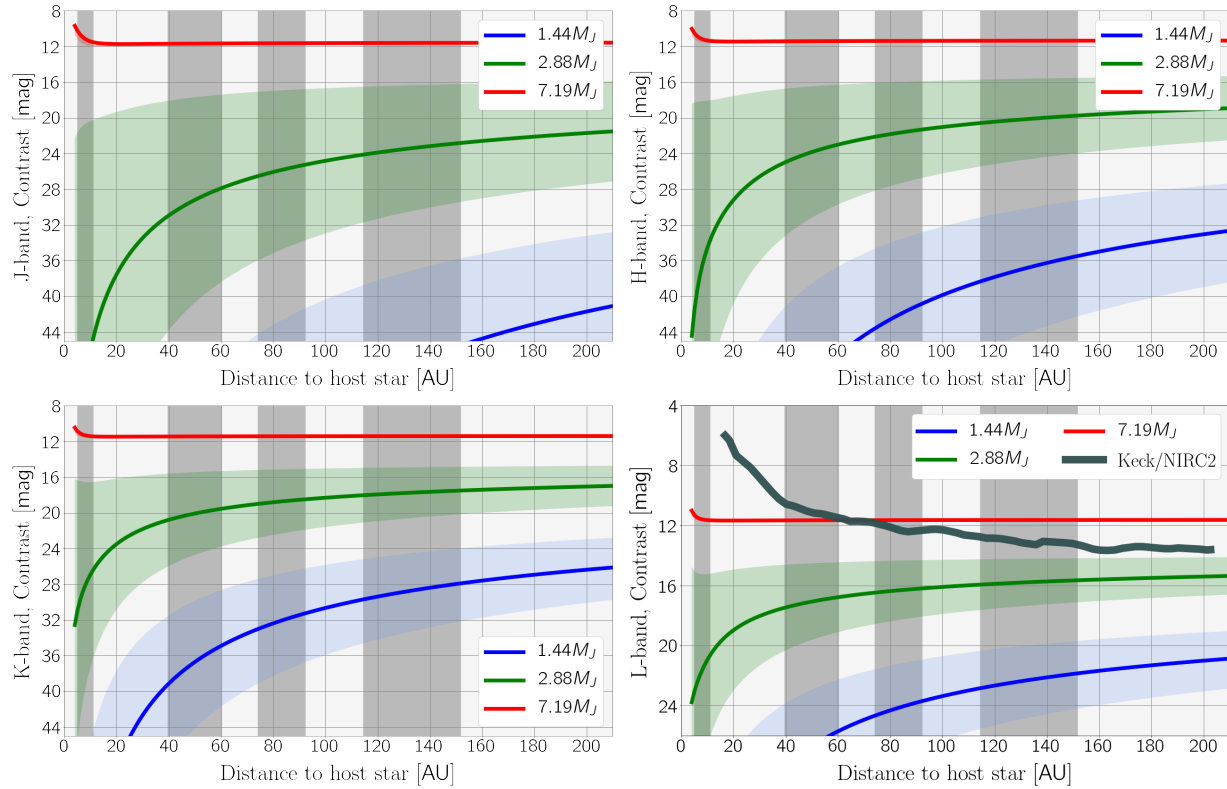 8
12
16
20
24
28
32
36
40
44
J-band, Contrast [mag]
1.44M_J
2.88M_J
7.19M_J
0 20 40 60 80 100 120 140 160 180 200
Distance to host star [AU]
8
12
16
20
24
28
32
36
40
44
H-band, Contrast [mag]
1.44M_J
2.88M_J
7.19M_J
0 20 40 60 80 100 120 140 160 180 200
Distance to host star [AU]
8
12
16
20
24
28
32
36
40
44
K-band, Contrast [mag]
1.44M_J
2.88M_J
7.19M_J
0 20 40 60 80 100 120 140 160 180 200
Distance to host star [AU]
4
8
12
16
20
24
L-band, Contrast [mag]
1.44M_J 7.19M_J
2.88M_J Keck/NIRC2
0 20 40 60 80 100 120 140 160 180 200
Distance to host star [AU]